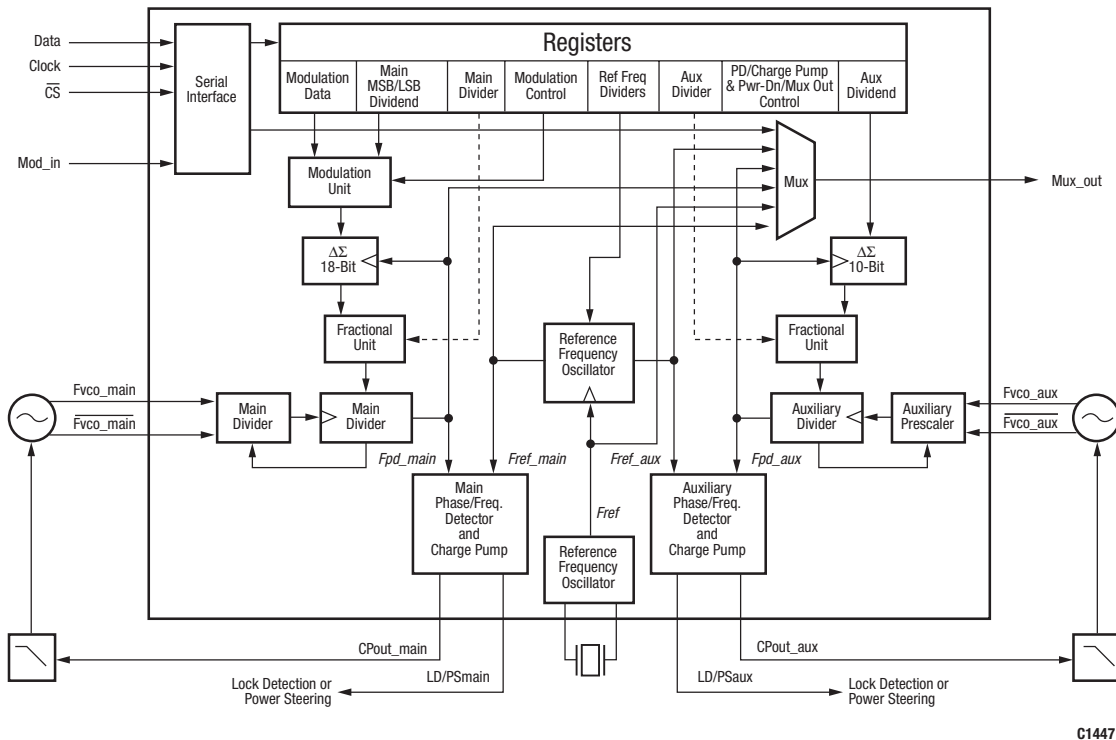 Data
Clock
CS
Mod_in
Serial
Interface
Registers
Modulation
Data
Main
MSB/LSB
Dividend
Main
Divider
Modulation
Control
Ref Freq
Dividers
Aux
Divider
PD/Charge Pump
& Pwr-Dn/Mux Out
Control
Aux
Dividend
Modulation
Unit
Mux
Mux_out
ΔΣ
18-Bit
ΔΣ
10-Bit
Fractional
Unit
Reference
Frequency
Oscillator
Fractional
Unit
Fvco_main
Fvco_main
Main
Divider
Main
Divider
Auxiliary
Divider
Auxiliary
Prescaler
Fvco_aux
Fvco_aux
Fpd_main
Fref_main
Fref_aux
Fpd_aux
Main
Phase/Freq.
Detector
and
Charge Pump
Fref
Reference
Frequency
Oscillator
Auxiliary
Phase/Freq.
Detector
and
Charge Pump
CPout_main
CPout_aux
LD/PSmain
LD/PSaux
Lock Detection or
Power Steering
Lock Detection or
Power Steering
C1447